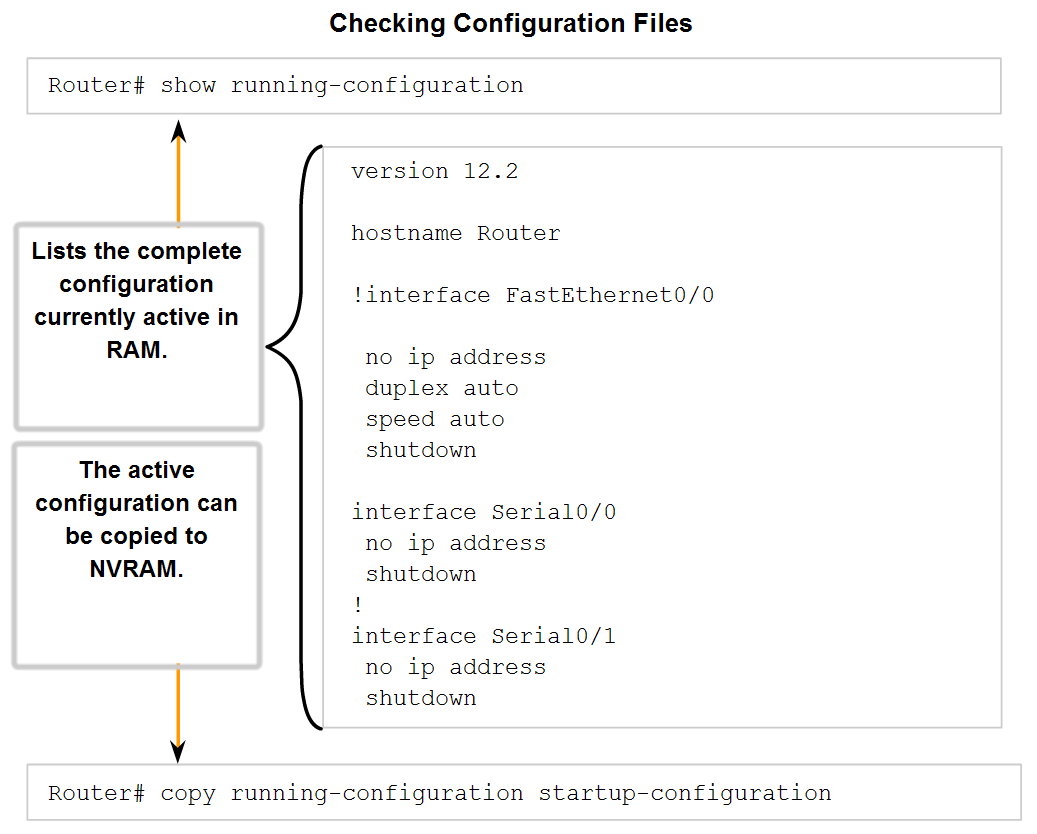 Checking Configuration Files
Router# show running-configuration
Lists the complete
configuration
currently active in
RAM.
version 12.2
hostname Router
!interface FastEthernet0/0
no ip address
duplex auto
speed auto
shutdown
interface Serial0/0
no ip address
shutdown
!
interface Serial0/1
no ip address
shutdown
The active
configuration can
be copied to
NVRAM.
Router# copy running-configuration startup-configuration